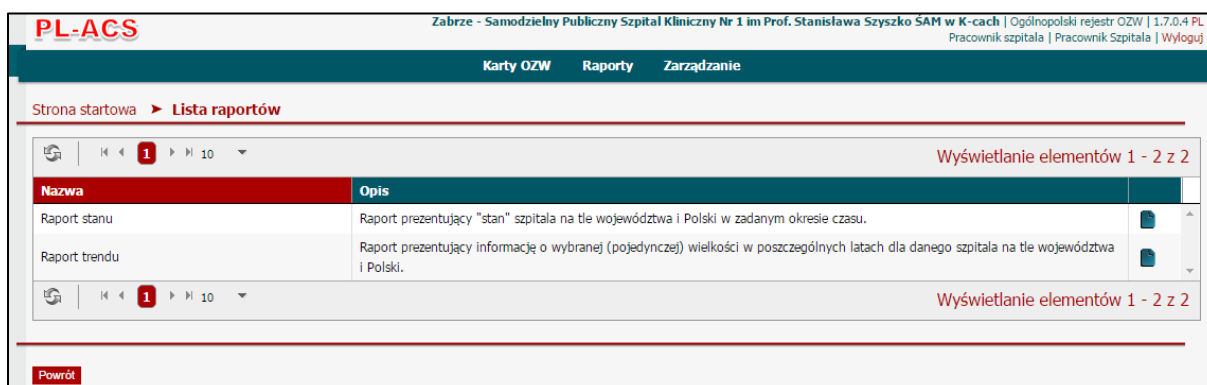 PL-ACS
Zabrze - Samodzielny Publiczny Szpital Kliniczny Nr 1 im Prof. Stanisława Szyszko ŚAM w K-cach | Ogólnopolski rejestr OZW | 1.7.0.4 PL
Pracownik szpitala | Pracownik Szpitala | Wyloguj
Karty OZW Raporty Zarządzanie
Strona startowa ➤ Lista raportów
1 10 Wyświetlanie elementów 1 - 2 z 2
Nazwa Opis
Raport stanu Raport prezentujący "stan" szpitala na tle województwa i Polski w zadanym okresie czasu.
Raport trendu Raport prezentujący informację o wybranej (pojedynczej) wielkości w poszczególnych latach dla danego szpitala na tle województwa
i Polski.
1 10 Wyświetlanie elementów 1 - 2 z 2
Powrót